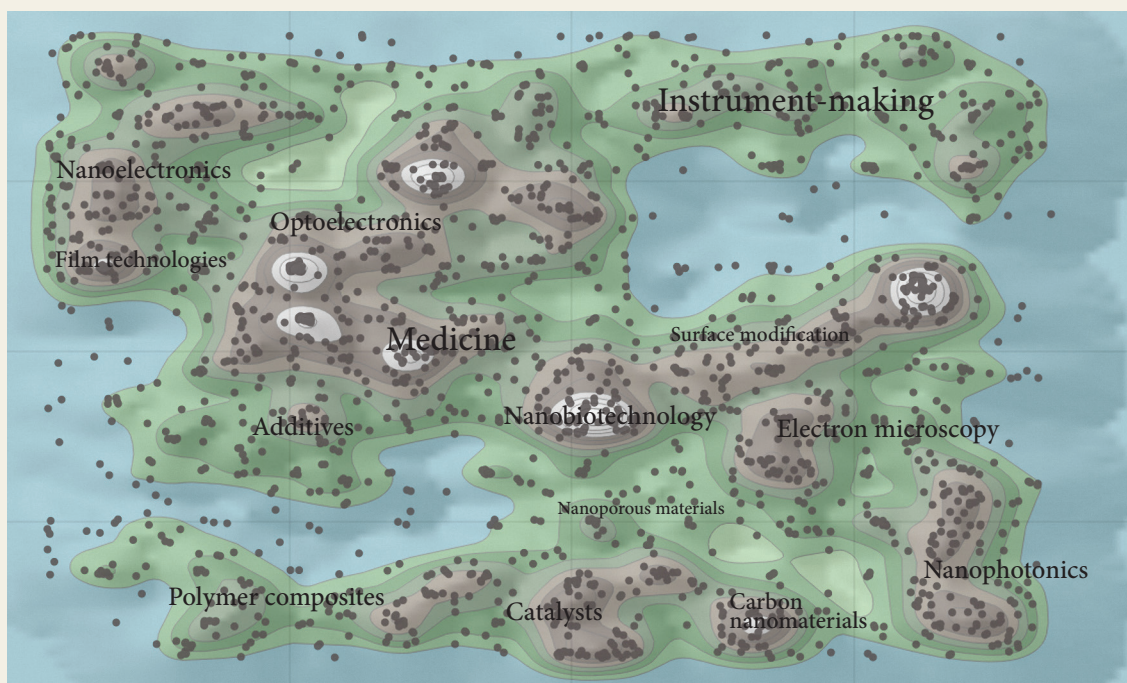 Instrument-making
Nanoelectronics
Optoelectronics
Film technologies
Surface modification
Medicine
Nanobiotechnology
Additives
Electron microscopy
Nanoporous materials
Nanophotonics
Polymer composites
Catalysts
Carbon
nanomaterials